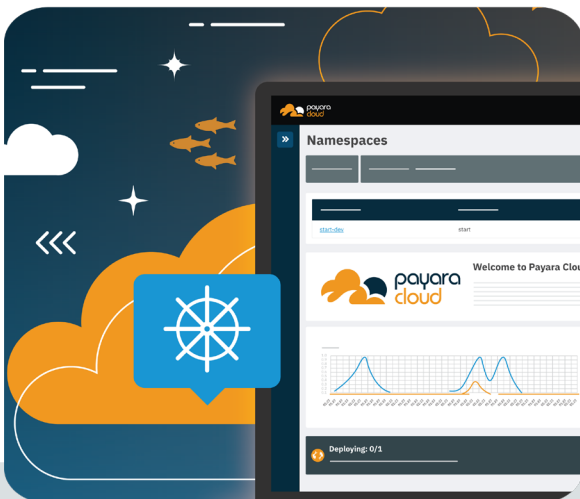 payara
cloud
Namespaces
start-dev
start
payara
cloud
Welcome to Payara Clou
Deploying: 0/1